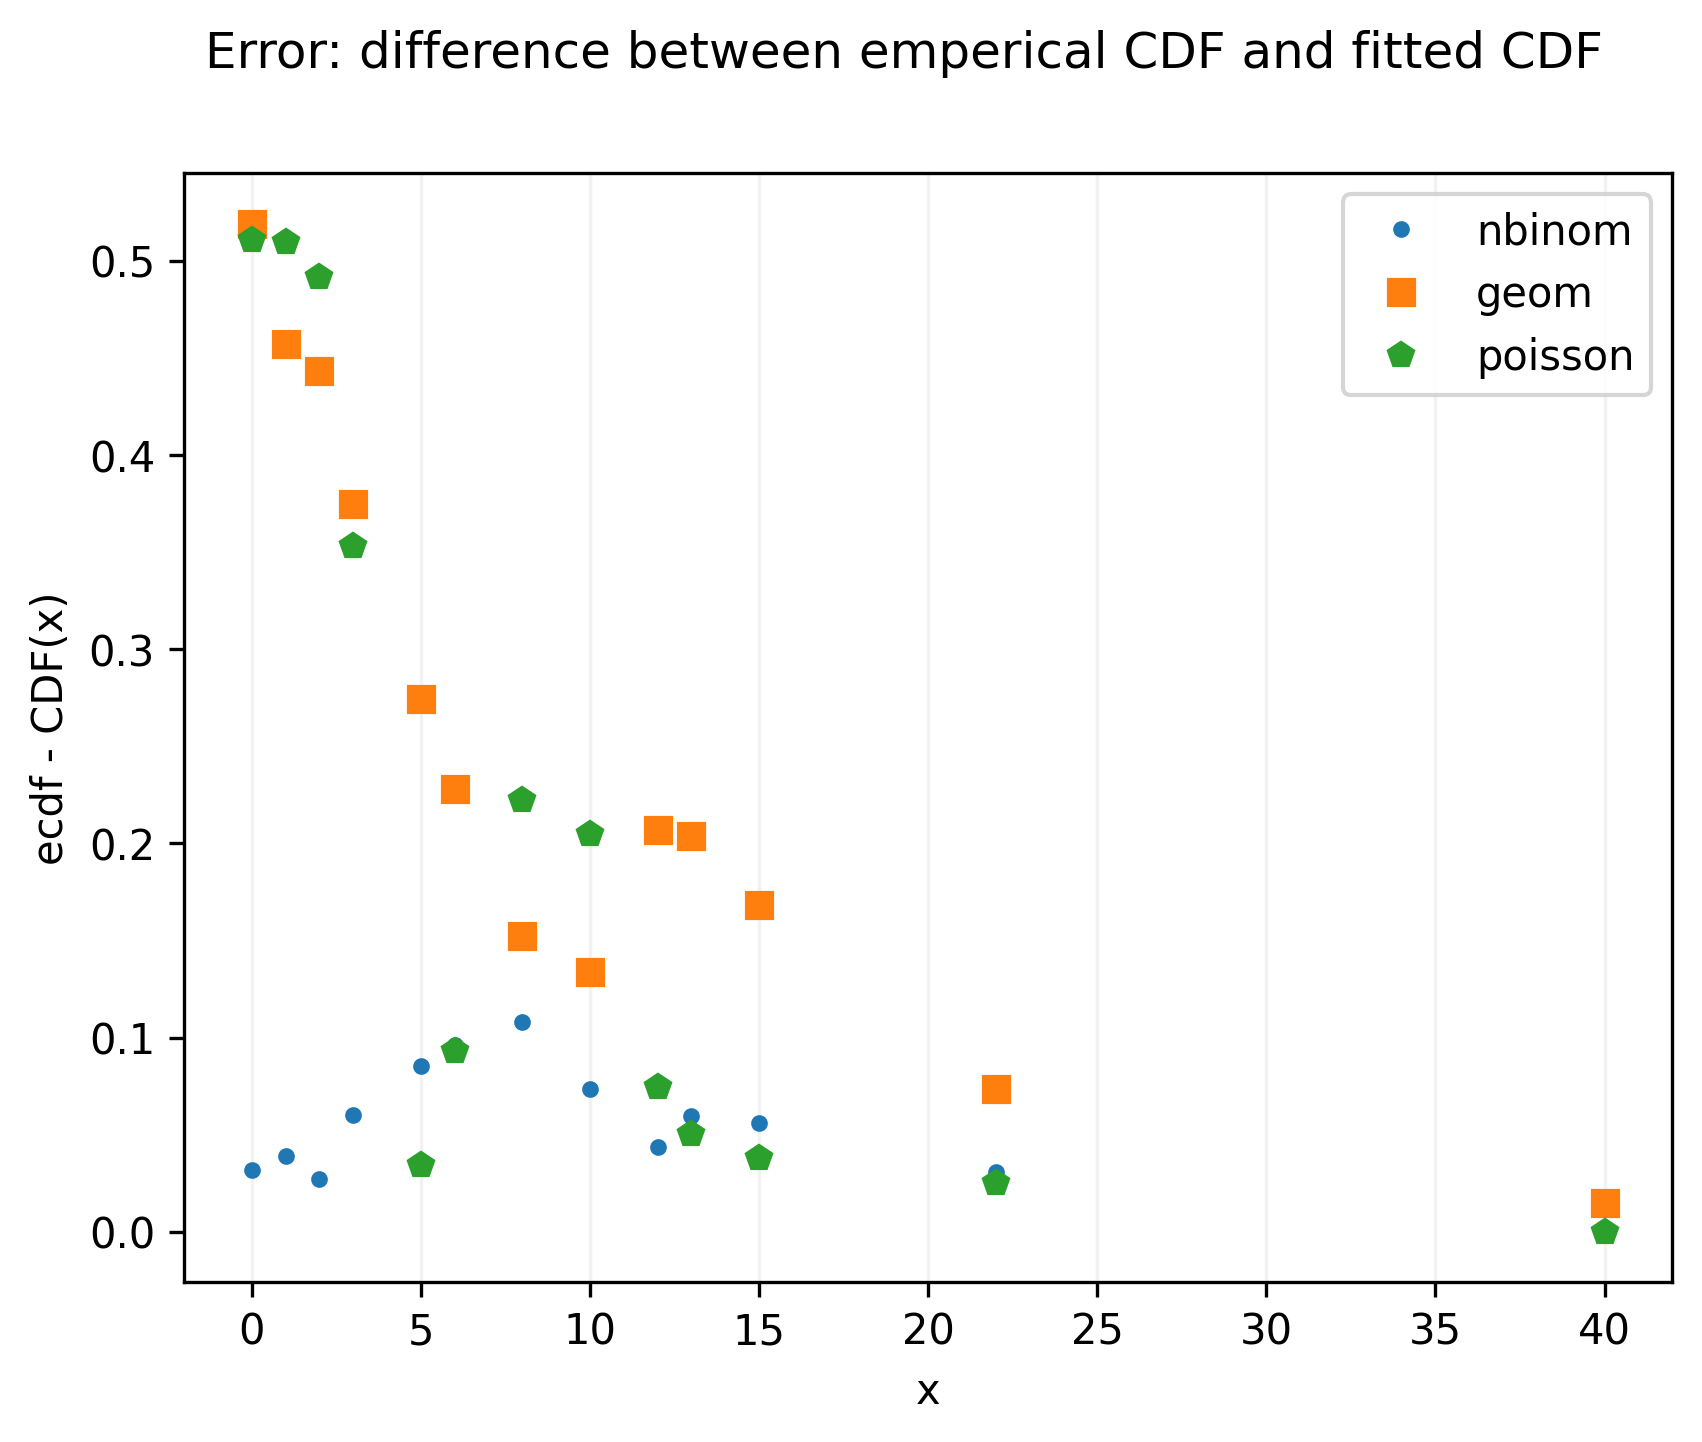 Error: difference between emperical CDF and fitted CDF
nbinom
geom
poisson
ecdf - CDF(x)
0.5
0.4
0.3
0.2
0.1
0.0
0 5 10 15 20 25 30 35 40
x